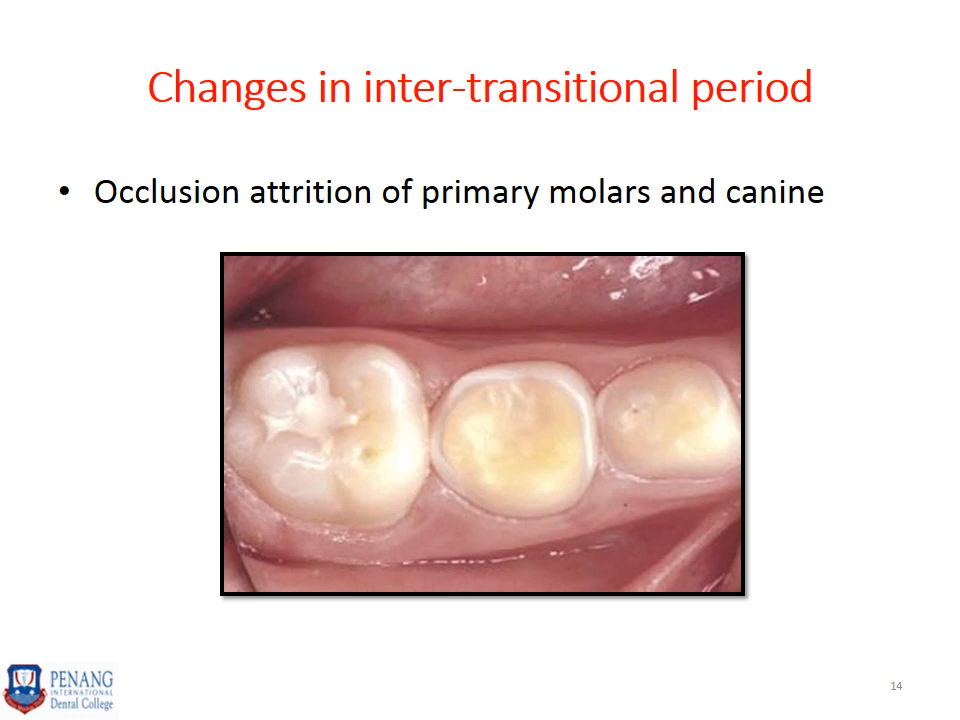 Changes in inter-transitional period
• Occlusion attrition of primary molars and canine
PENANG
INTERNATIONAL
Dental College
14